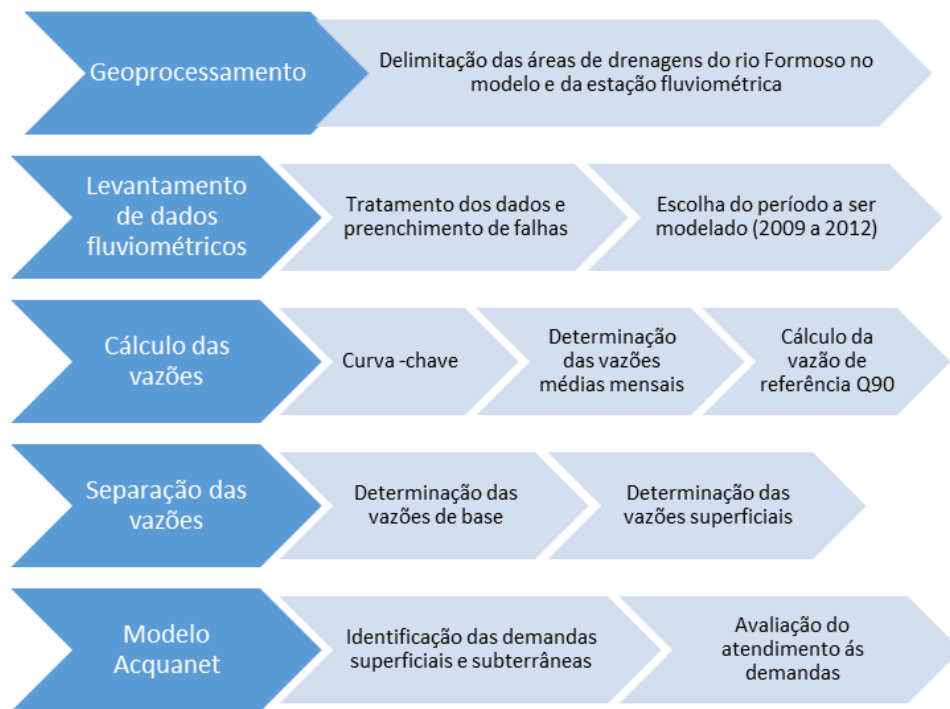 Geoprocessamento
Delimitação das áreas de drenagens do rio Formoso no
modelo e da estação fluviométrica
Levantamento
de dados
fluviométricos
Tratamento dos dados e
preenchimento de falhas
Escolha do período a ser
modelado (2009 a 2012)
Cálculo das
vazões
Curva -chave
Determinação
das vazões
médias mensais
Cálculo da
vazão de
referência Q90
Separação das
vazões
Determinação das
vazões de base
Determinação das
vazões superficiais
Modelo
Acquanet
Identificação das demandas
superficiais e subterrâneas
Avaliação do
atendimento ás
demandas